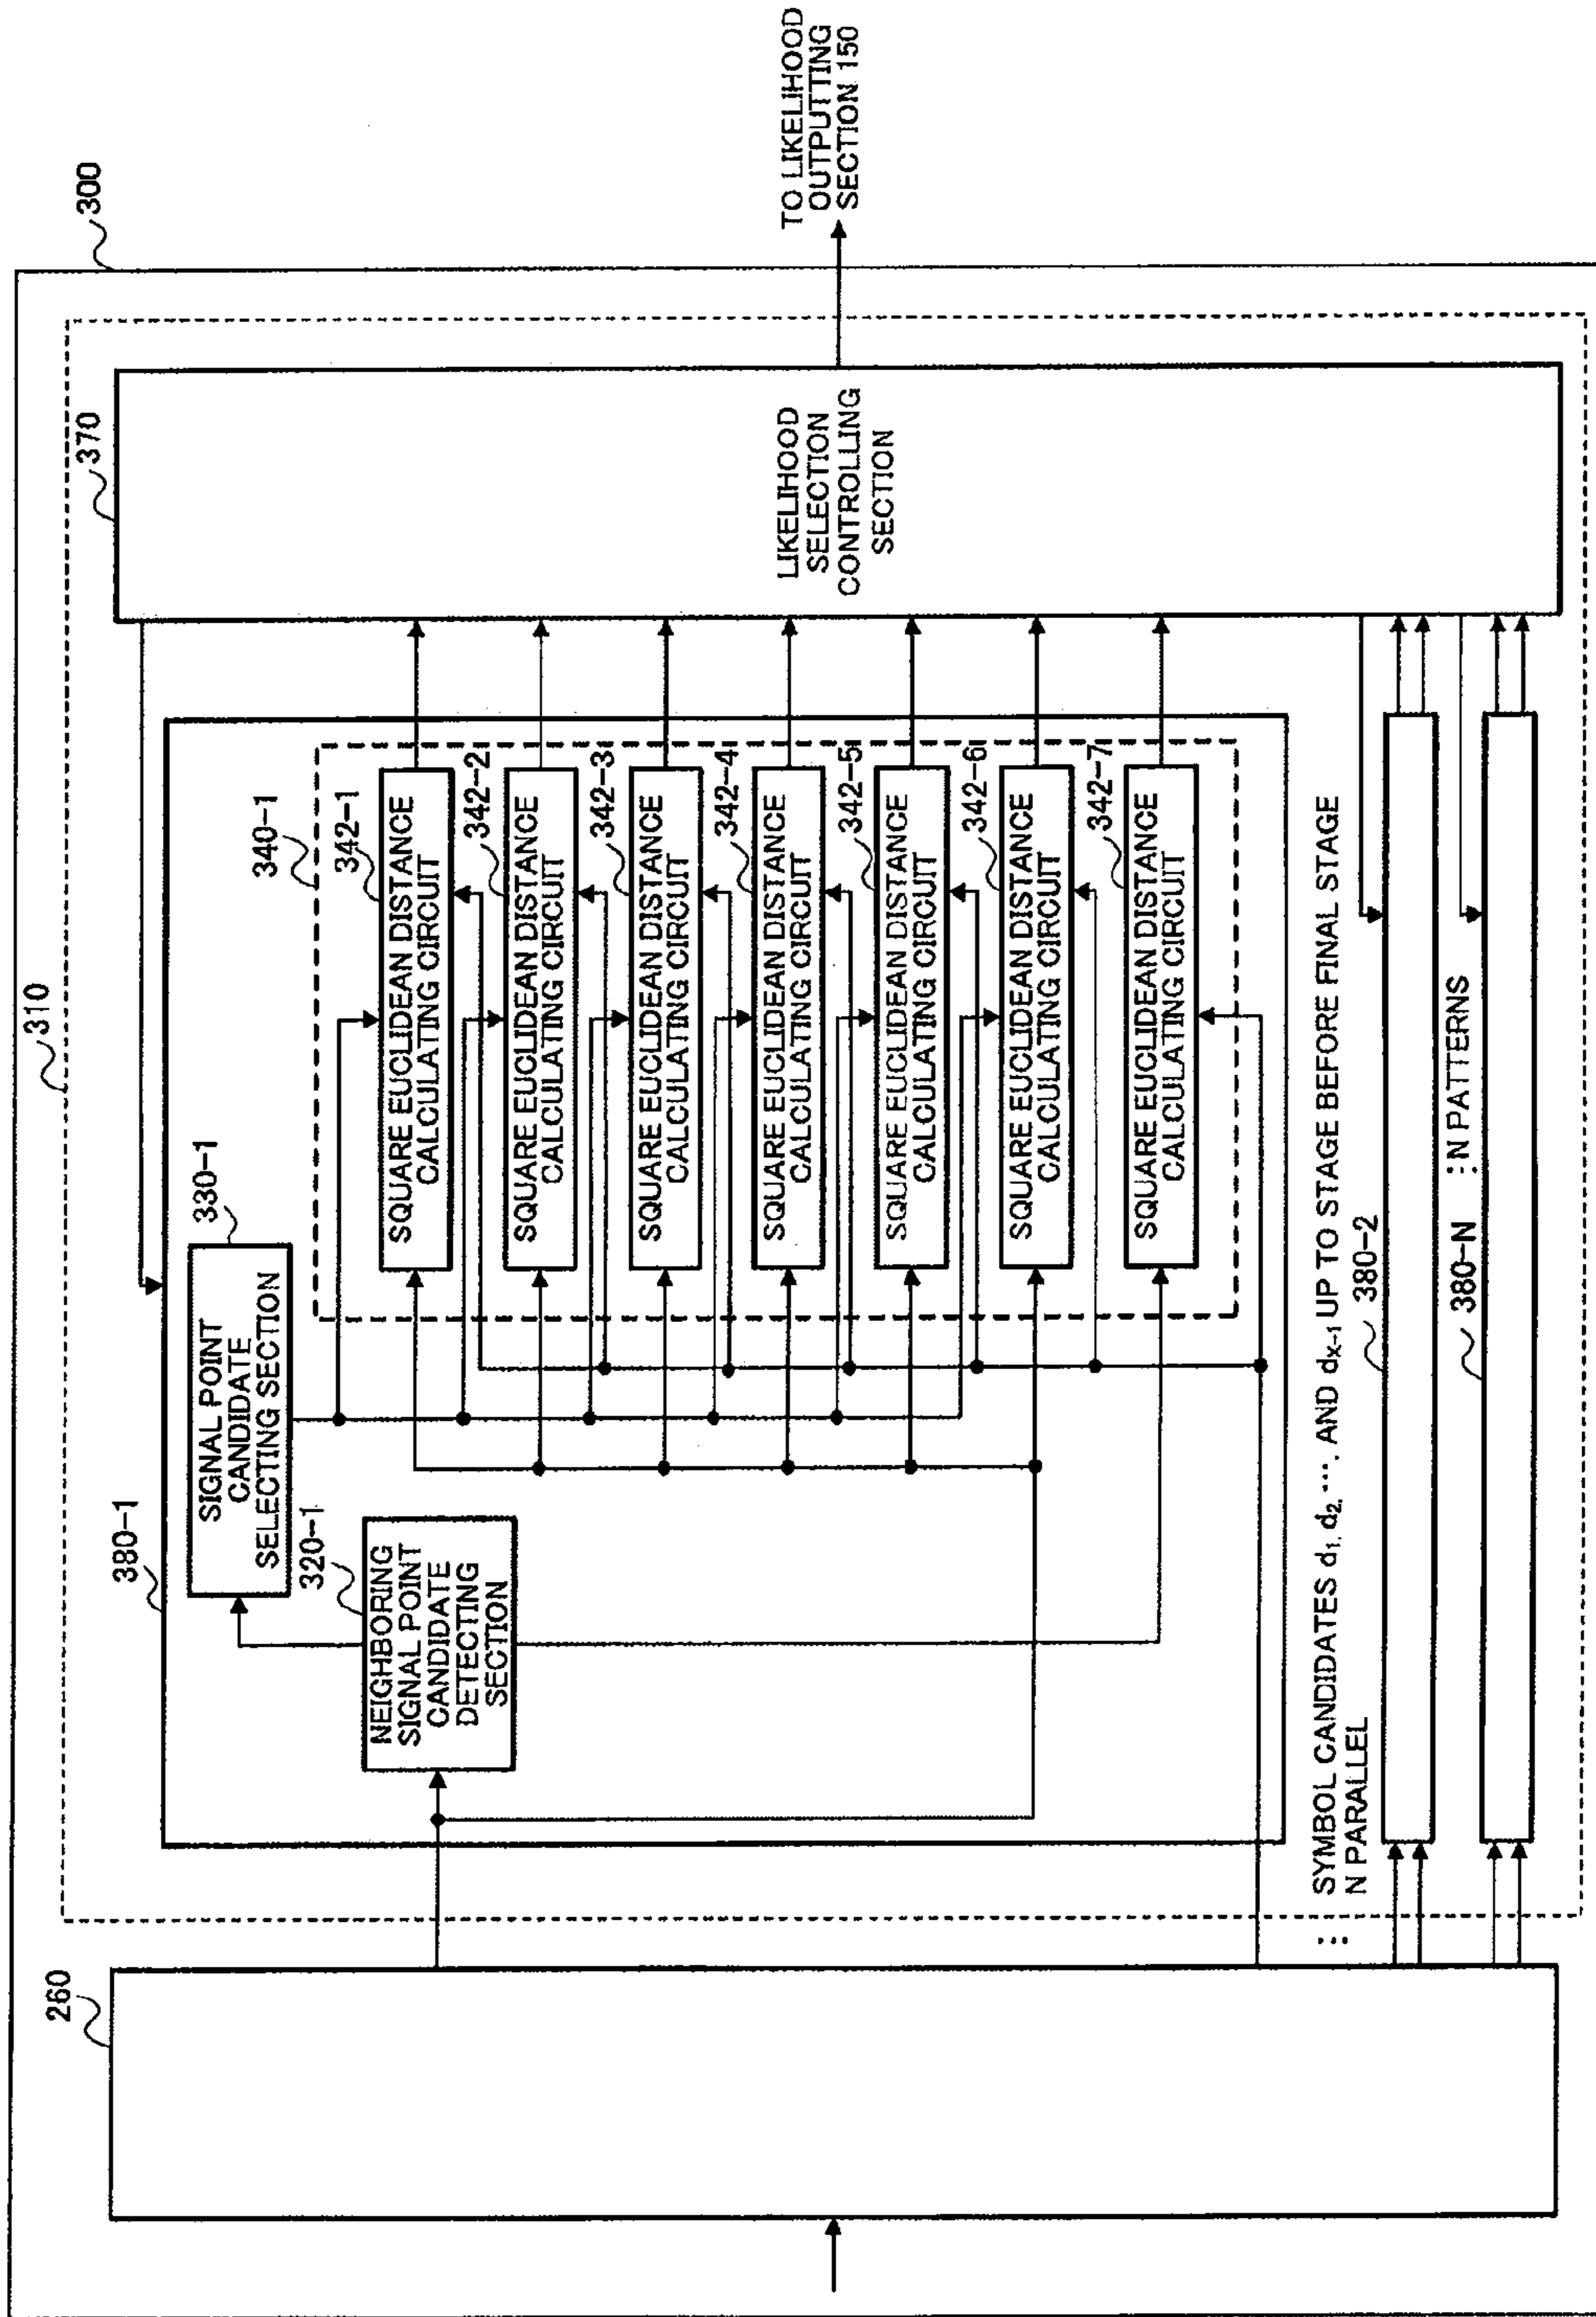 300
310
260
370
TO LIKELIHOOD
OUTPUTTING
SECTION 150
LIKELIHOOD
SELECTION
CONTROLLING
SECTION
380-1
330-1
SIGNAL POINT
CANDIDATE
SELECTING SECTION
320-1
NEIGHBORING
SIGNAL POINT
CANDIDATE
DETECTING
SECTION
340-1
342-1
SQUARE EUCLIDEAN DISTANCE
CALCULATING CIRCUIT
342-2
SQUARE EUCLIDEAN DISTANCE
CALCULATING CIRCUIT
342-3
SQUARE EUCLIDEAN DISTANCE
CALCULATING CIRCUIT
342-4
SQUARE EUCLIDEAN DISTANCE
CALCULATING CIRCUIT
342-5
SQUARE EUCLIDEAN DISTANCE
CALCULATING CIRCUIT
342-6
SQUARE EUCLIDEAN DISTANCE
CALCULATING CIRCUIT
342-7
SQUARE EUCLIDEAN DISTANCE
CALCULATING CIRCUIT
⋮ SYMBOL CANDIDATES d1, d2, ⋯, AND dx-1 UP TO STAGE BEFORE FINAL STAGE
N PARALLEL
380-2
380-N
⋮ N PATTERNS